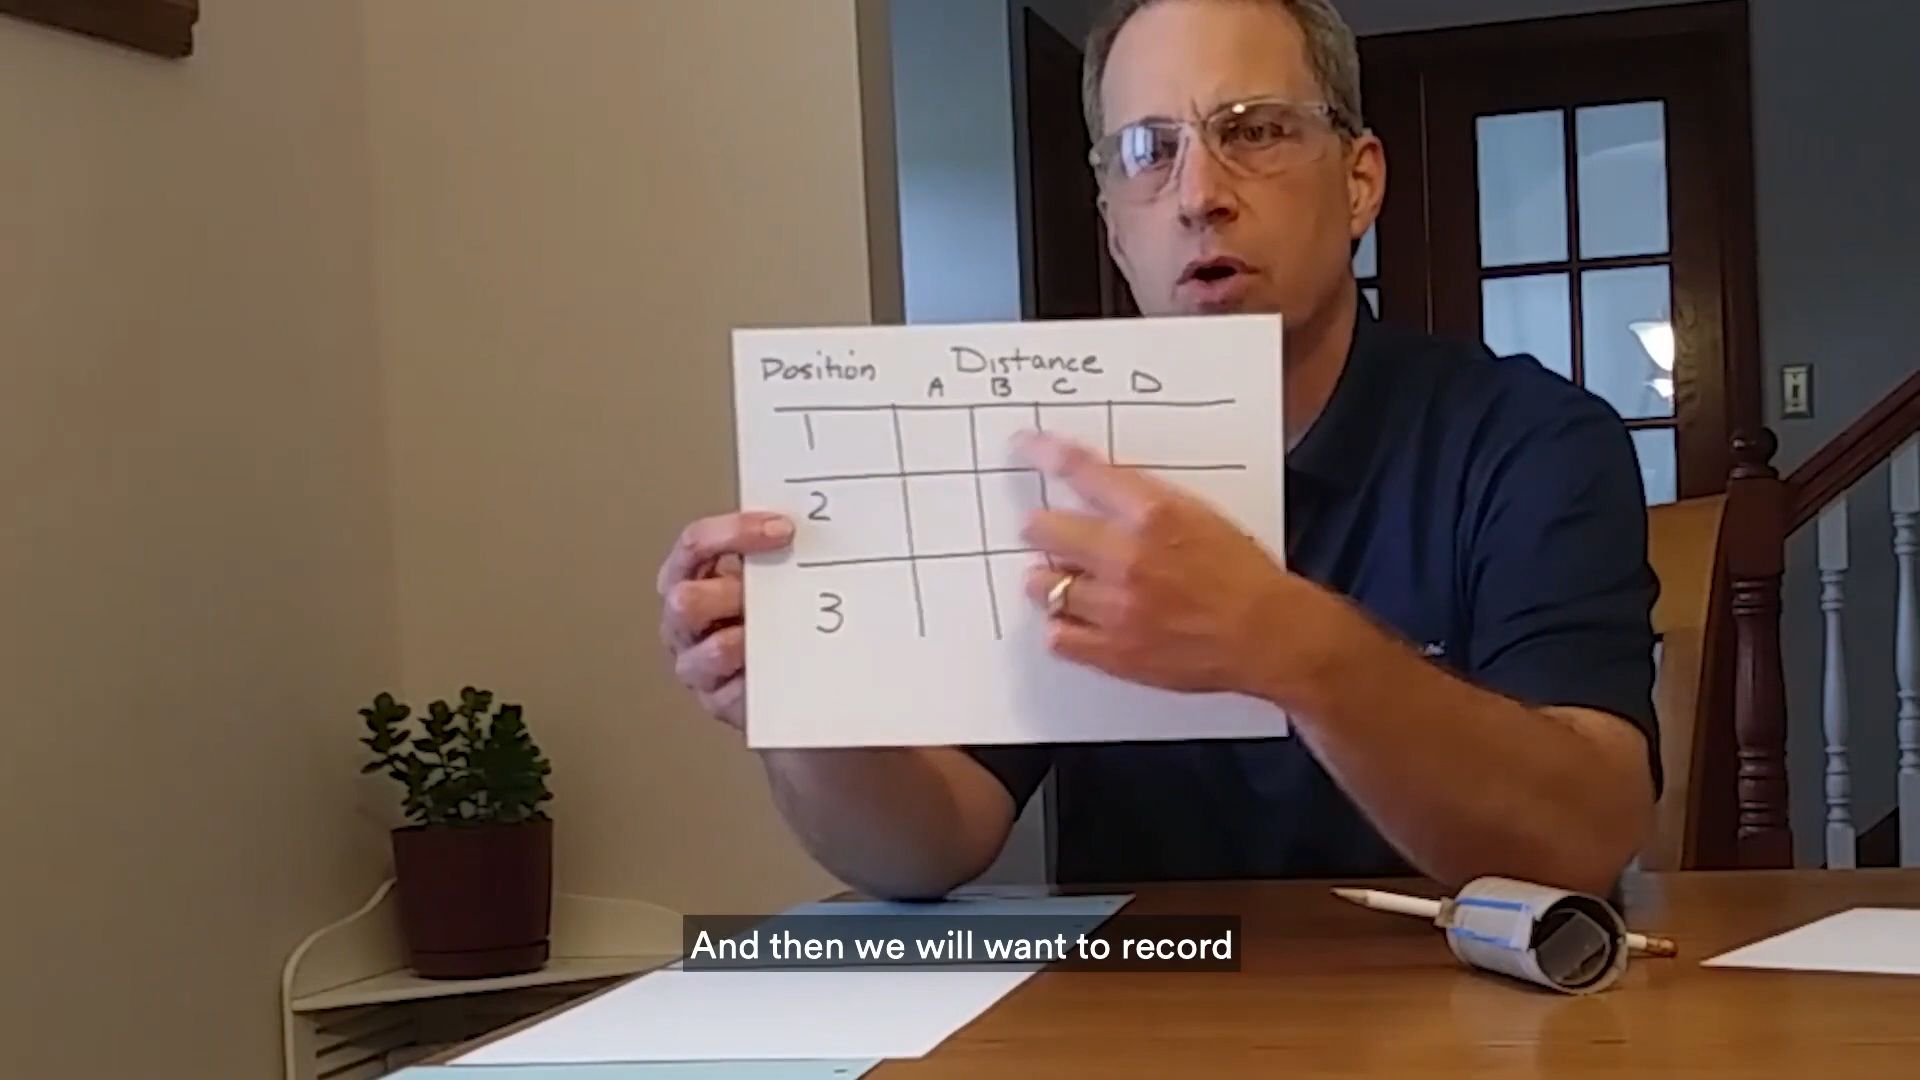 Position Distance
A B C D
1
2
3
And then we will want to record